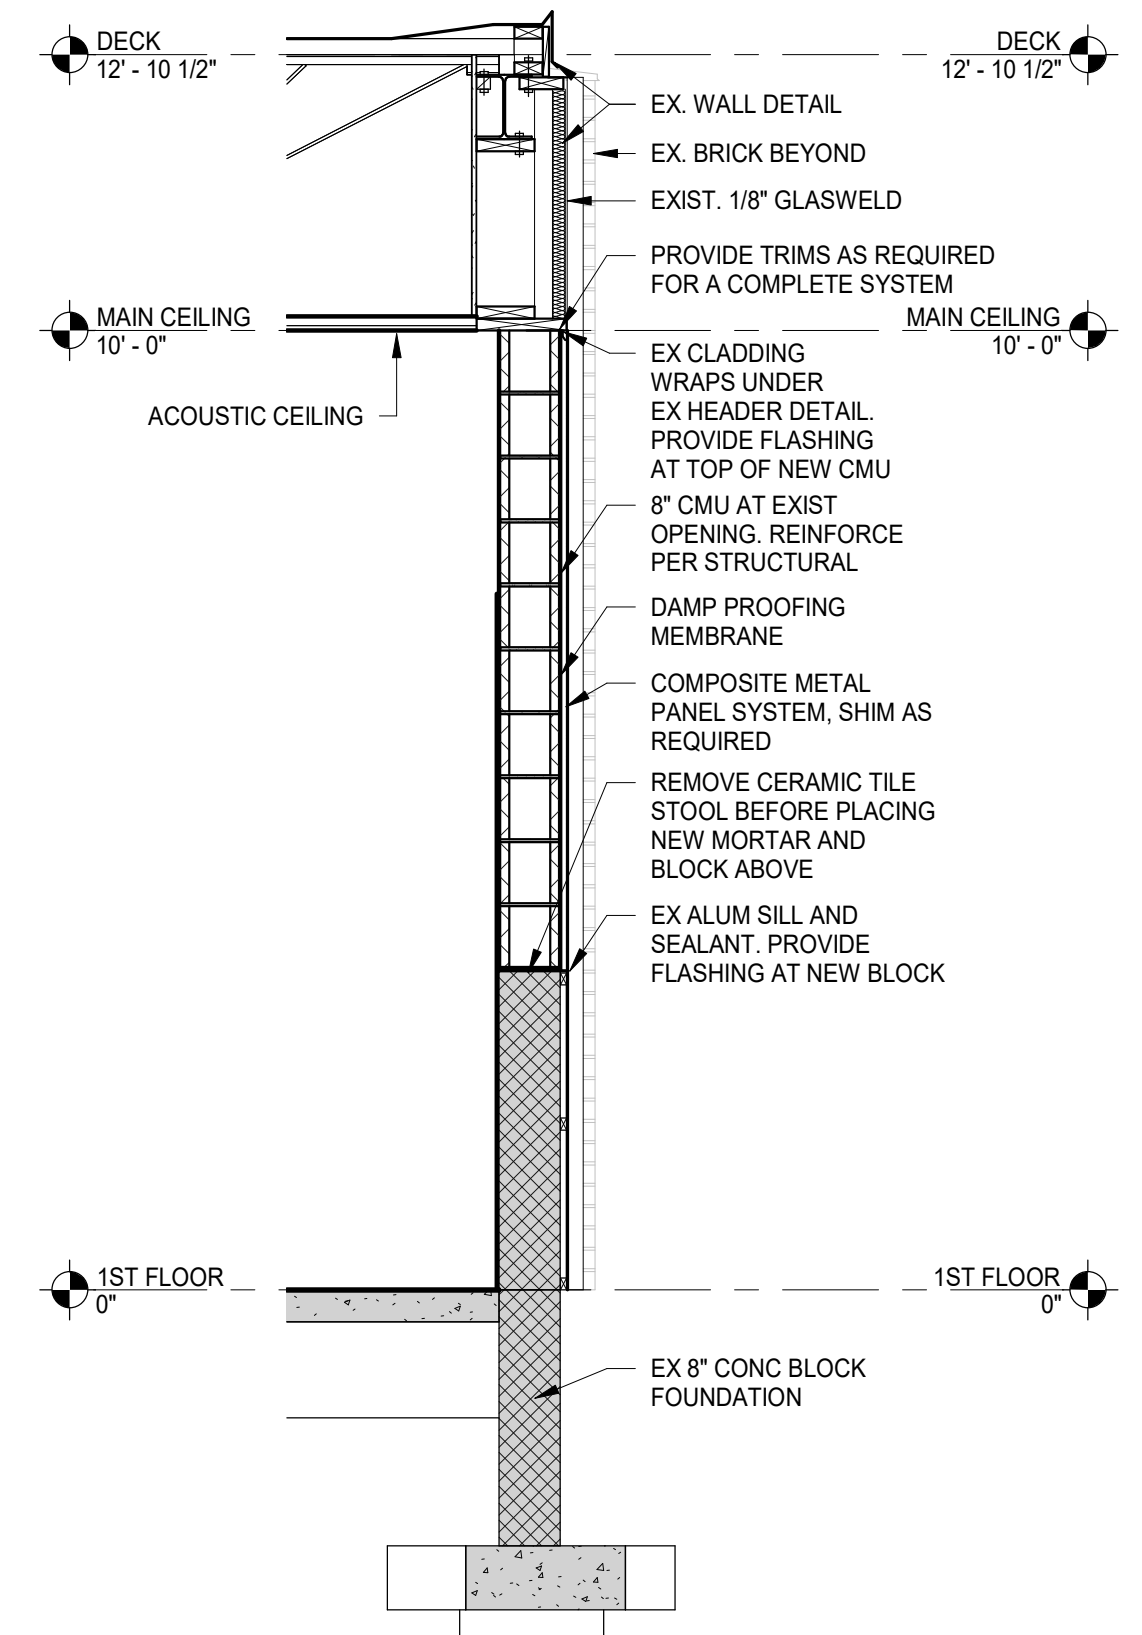 DECK
12' - 10 1/2"
DECK
12' - 10 1/2"
EX. WALL DETAIL
EX. BRICK BEYOND
EXIST. 1/8" GLASWELD
PROVIDE TRIMS AS REQUIRED
FOR A COMPLETE SYSTEM
MAIN CEILING
10' - 0"
MAIN CEILING
10' - 0"
ACOUSTIC CEILING
EX CLADDING
WRAPS UNDER
EX HEADER DETAIL.
PROVIDE FLASHING
AT TOP OF NEW CMU
8" CMU AT EXIST
OPENING. REINFORCE
PER STRUCTURAL
DAMP PROOFING
MEMBRANE
COMPOSITE METAL
PANEL SYSTEM, SHIM AS
REQUIRED
REMOVE CERAMIC TILE
STOOL BEFORE PLACING
NEW MORTAR AND
BLOCK ABOVE
EX ALUM SILL AND
SEALANT. PROVIDE
FLASHING AT NEW BLOCK
1ST FLOOR
0"
1ST FLOOR
0"
EX 8" CONC BLOCK
FOUNDATION